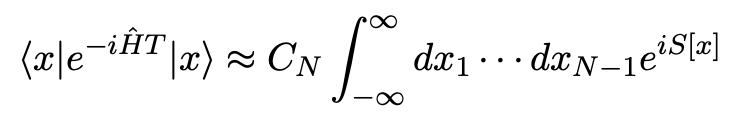 ⟨x|e^{-iĤT}|x⟩ ≈ C_N ∫_{-∞}^{∞} dx_1 ⋯ dx_{N-1} e^{iS[x]}